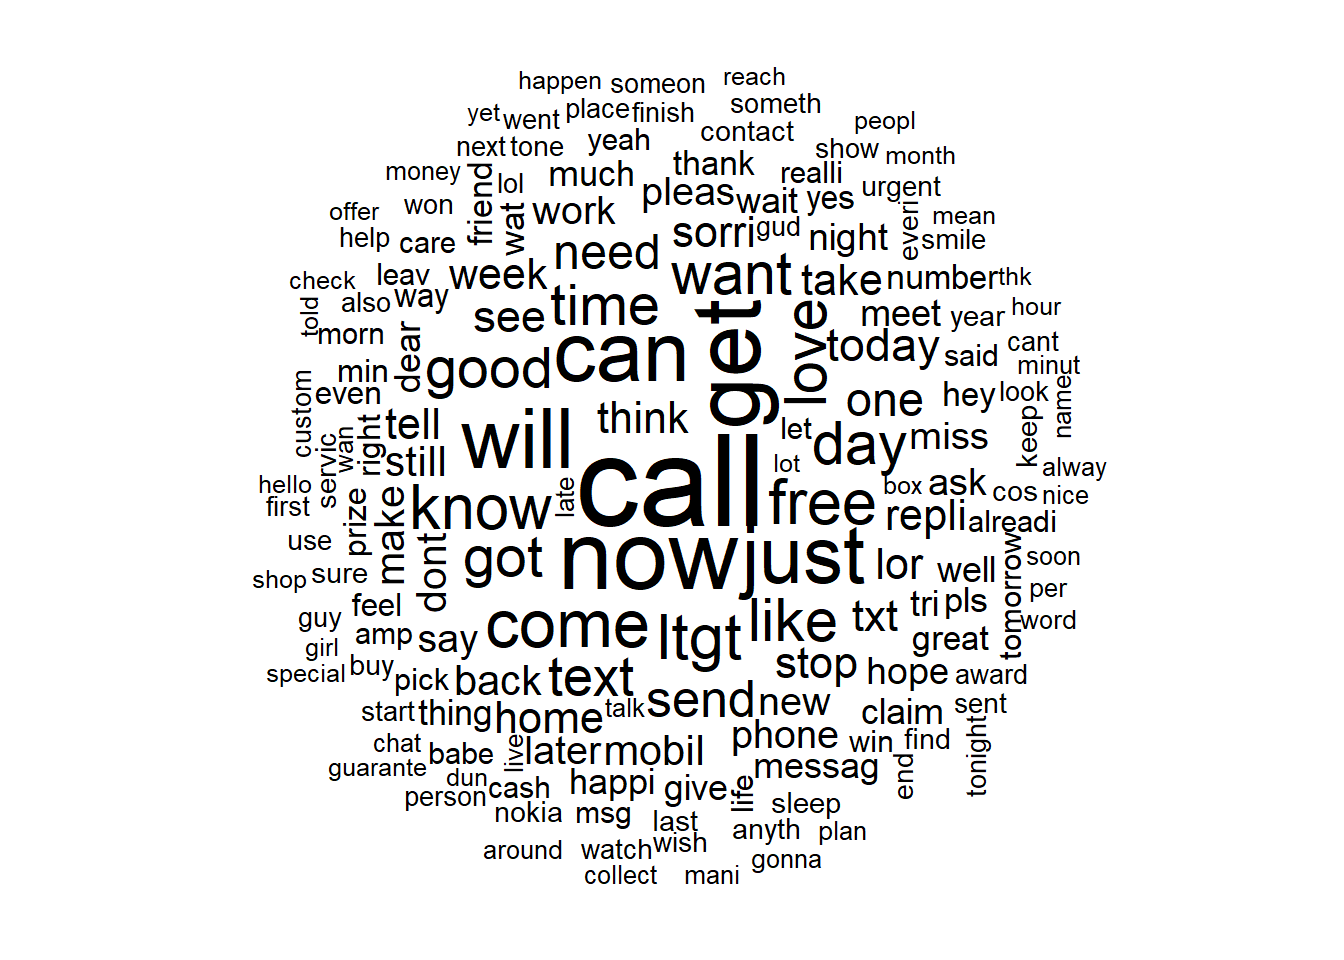 happen someon reach
yet went place finish someth
next tone yeah contact peopl
money lol much thank realli show month
offer won friend wat work pleas wait yes urgent
help care sorri gud night everi mean smile
check leav week need want take number thk
told also way see time get love meet year hour
morn dear good can today said cant
min even minut
custom tell will think one hey look name
servic wan right still let day miss keep
hello first know late call lot free box ask cos alway nice
use prize make got now just repli alreadi
shop sure dont lor well tomorrow soon
guy feel come ltgt like txt tri pls per word
girl amp say great
special buy pick back text send stop hope award
start thing home talk new claim sent
chat babe live later mobil phone win find tonight
guarante dun cash happi give life messag end
person nokia msg last sleep
around watch wish anyth plan
collect mani gonna